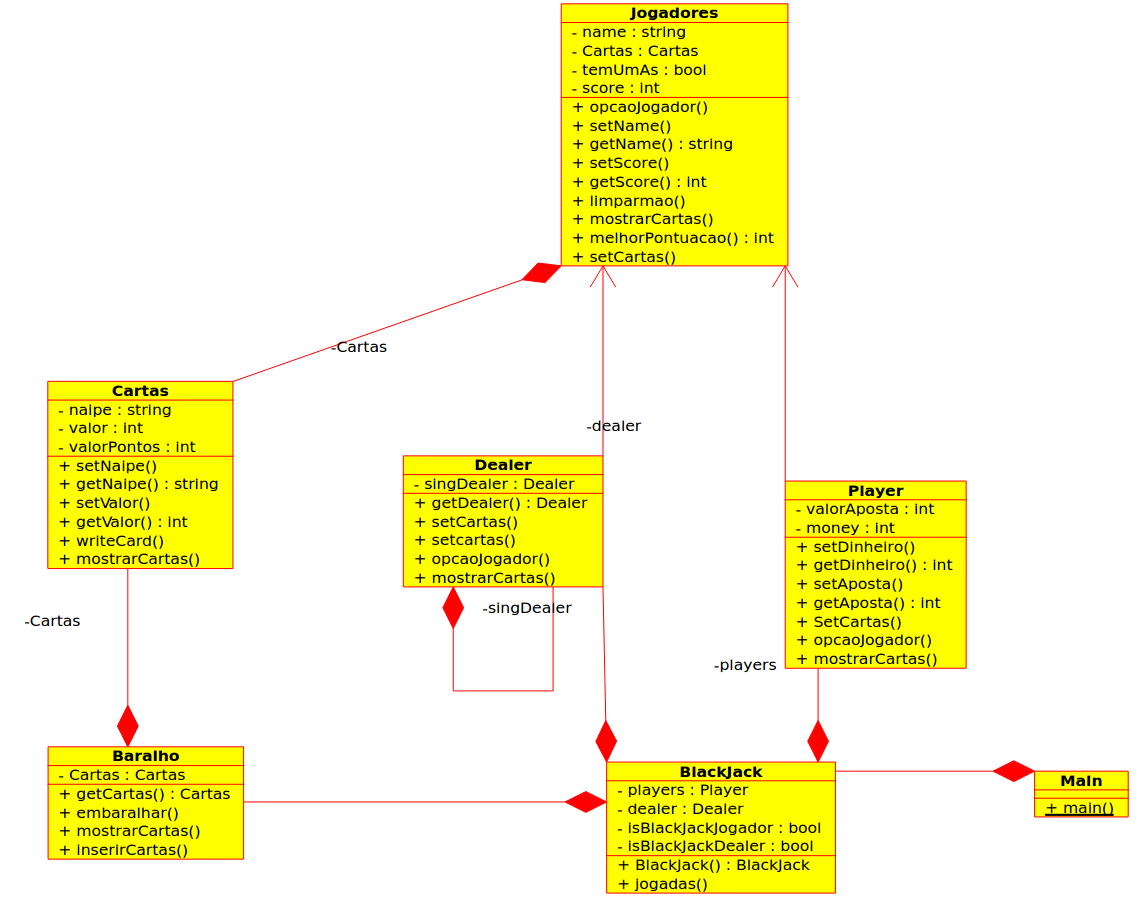 Jogadores
- name : string
- Cartas : Cartas
- temUmAs : bool
- score : int
+ opcaoJogador()
+ setName()
+ getName() : string
+ setScore()
+ getScore() : int
+ limparmao()
+ mostrarCartas()
+ melhorPontuacao() : int
+ setCartas()
-Cartas
Cartas
- naipe : string
- valor : int
- valorPontos : int
+ setNaipe()
+ getNaipe() : string
+ setValor()
+ getValor() : int
+ writeCard()
+ mostrarCartas()
-dealer
Dealer
- singDealer : Dealer
+ getDealer() : Dealer
+ setCartas()
+ setcartas()
+ opcaoJogador()
+ mostrarCartas()
-singDealer
Player
- valorAposta : int
- money : int
+ setDinheiro()
+ getDinheiro() : int
+ setAposta()
+ getAposta() : int
+ SetCartas()
+ opcaoJogador()
+ mostrarCartas()
-Cartas
-players
Baralho
- Cartas : Cartas
+ getCartas() : Cartas
+ embaralhar()
+ mostrarCartas()
+ inserirCartas()
BlackJack
- players : Player
- dealer : Dealer
- isBlackJackJogador : bool
- isBlackJackDealer : bool
+ BlackJack() : BlackJack
+ jogadas()
Main
+ main()